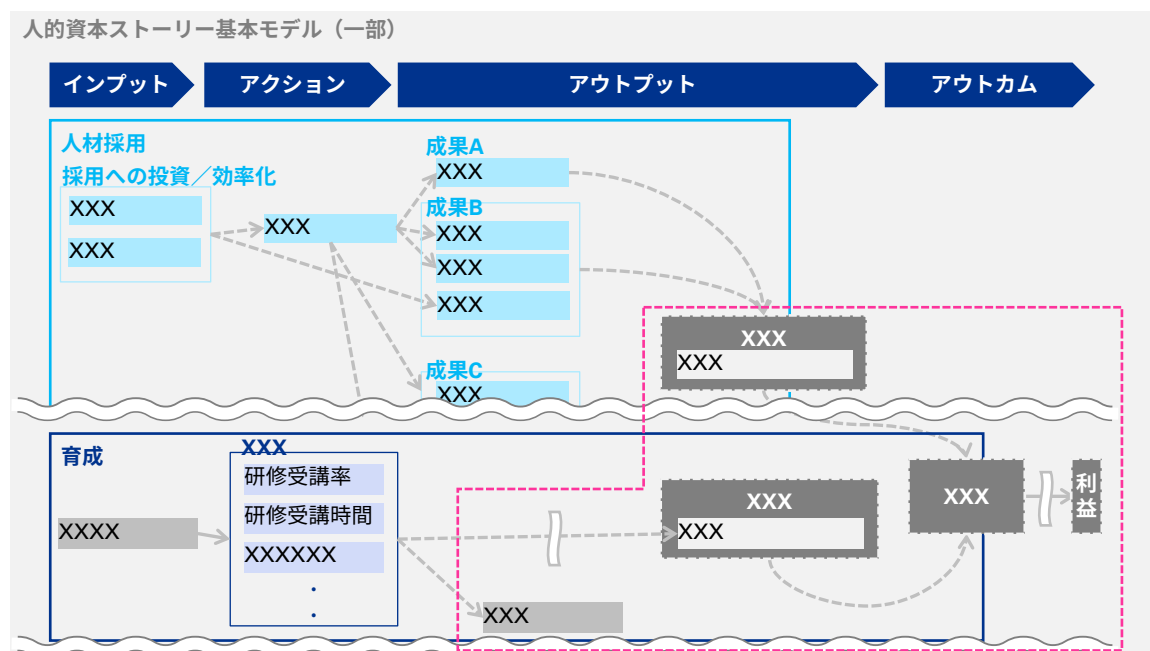 人的資本ストーリー基本モデル（一部）
インプット
アクション
アウトプット
アウトカム
人材採用
採用への投資／効率化
XXX
XXX
XXX
成果A
XXX
成果B
XXX
XXX
XXX
成果C
XXX
XXX
XXX
育成
XXXX
XXX
研修受講率
研修受講時間
XXXXXX
・
・
XXX
XXX
XXX
XXX
利益